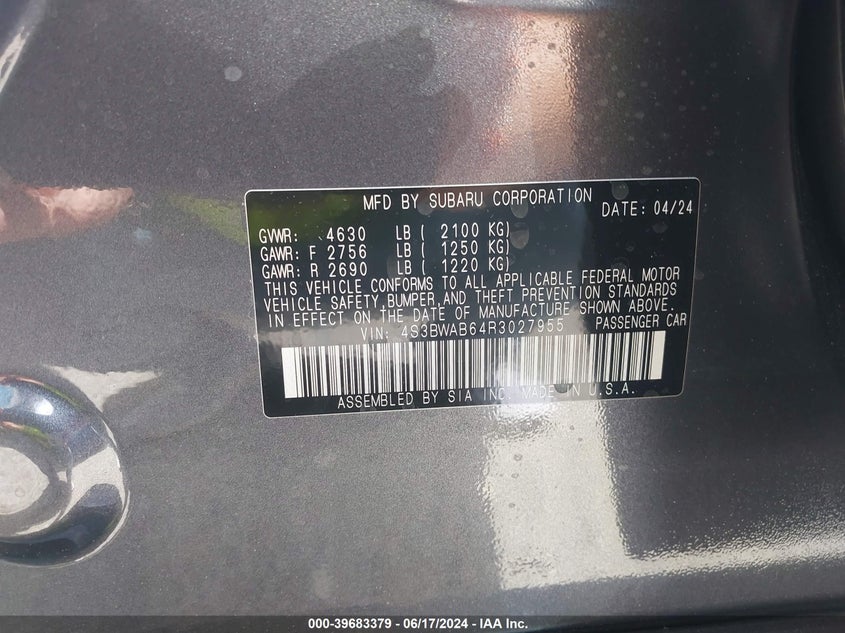 MFD BY SUBARU CORPORATION DATE: 04/24
GVWR: 4630 LB ( 2100 KG)
GAWR: F 2756 LB ( 1250 KG)
GAWR: R 2690 LB ( 1220 KG)
THIS VEHICLE CONFORMS TO ALL APPLICABLE FEDERAL MOTOR
VEHICLE SAFETY,BUMPER,AND THEFT PREVENTION STANDARDS
IN EFFECT ON THE DATE OF MANUFACTURE SHOWN ABOVE.
VIN: 4S3BWAB64R3027955 PASSENGER CAR
ASSEMBLED BY SIA INC. MADE IN U.S.A.
000-39683379 - 06/17/2024 - IAA Inc.